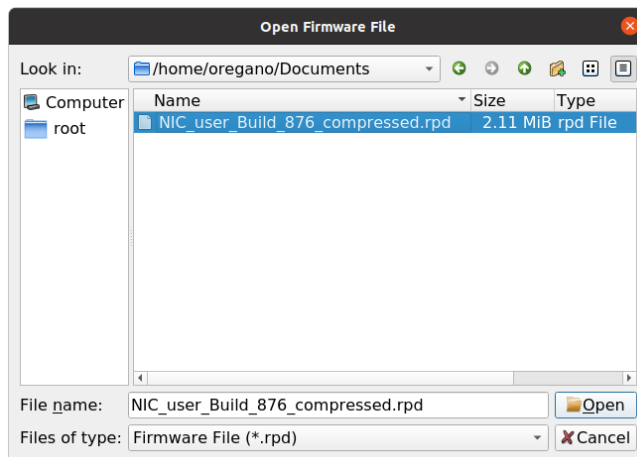 Open Firmware File
Look in: /home/oregano/Documents
Computer
root
Name Size Type
NIC_user_Build_876_compressed.rpd 2.11 MiB rpd File
File name: NIC_user_Build_876_compressed.rpd Open
Files of type: Firmware File (*.rpd) Cancel